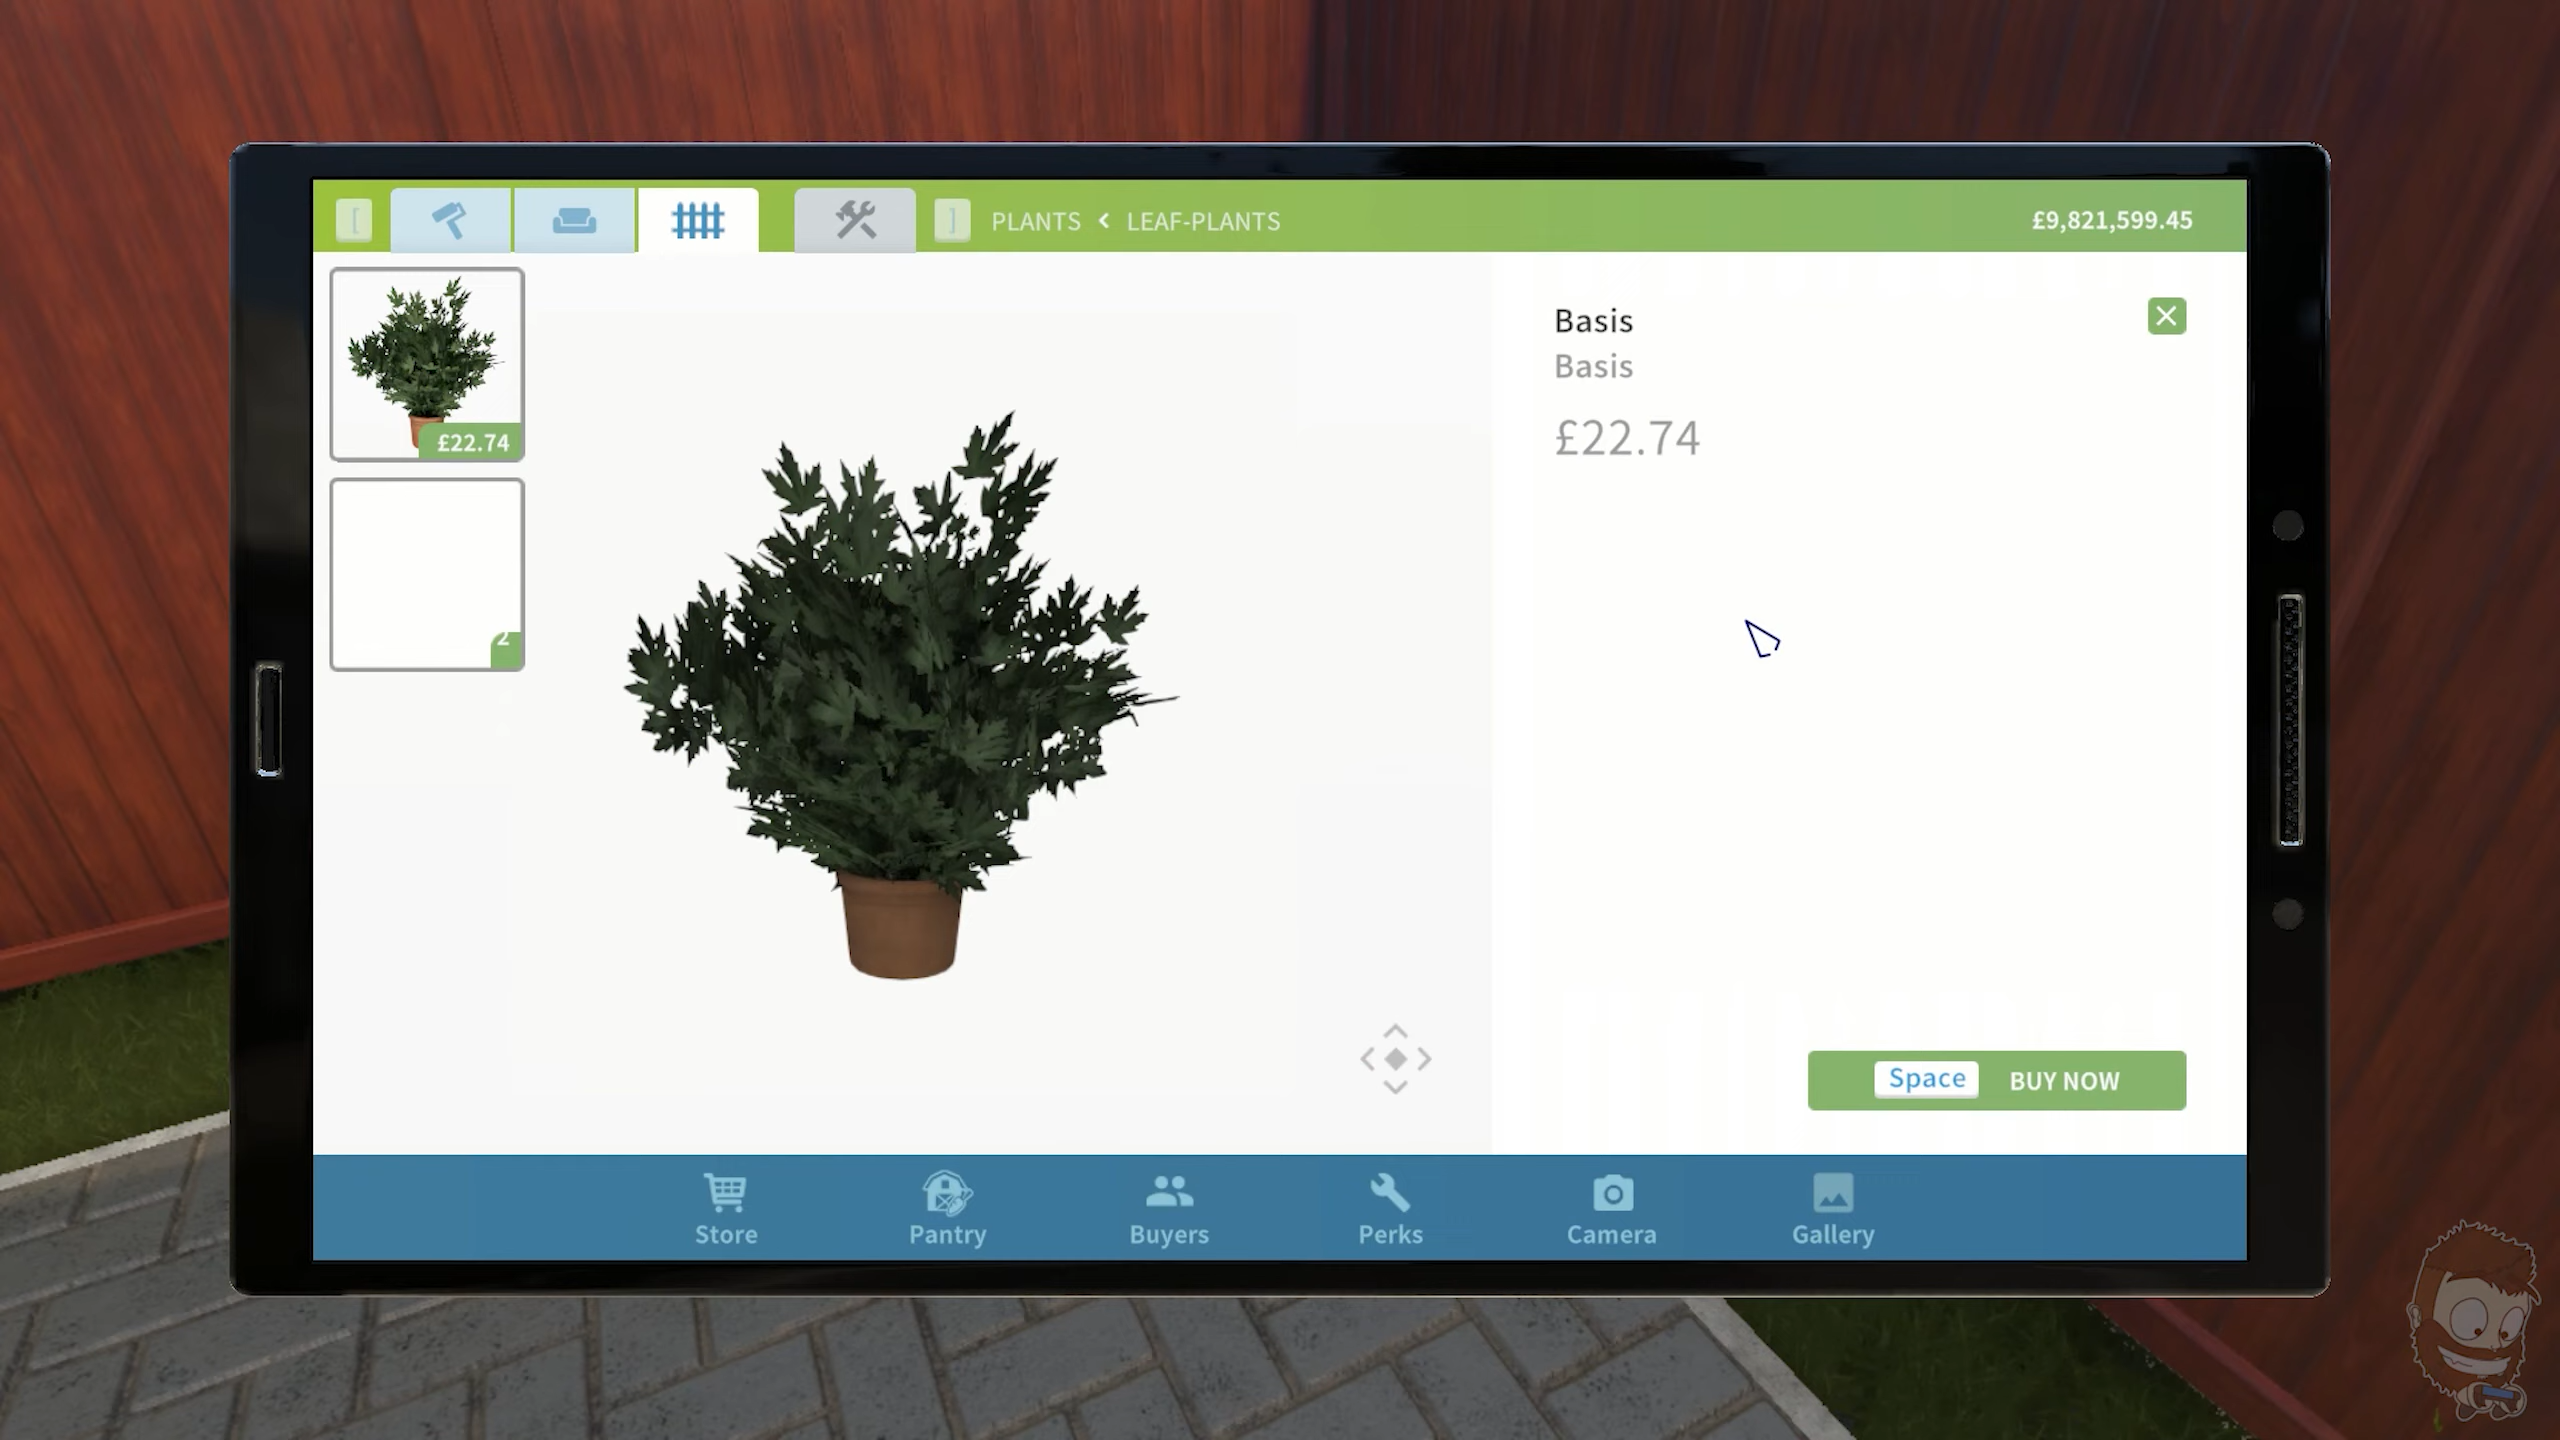 [
]
PLANTS < LEAF-PLANTS
£9,821,599.45
£22.74
2
Basis
Basis
£22.74
Space BUY NOW
Store
Pantry
Buyers
Perks
Camera
Gallery